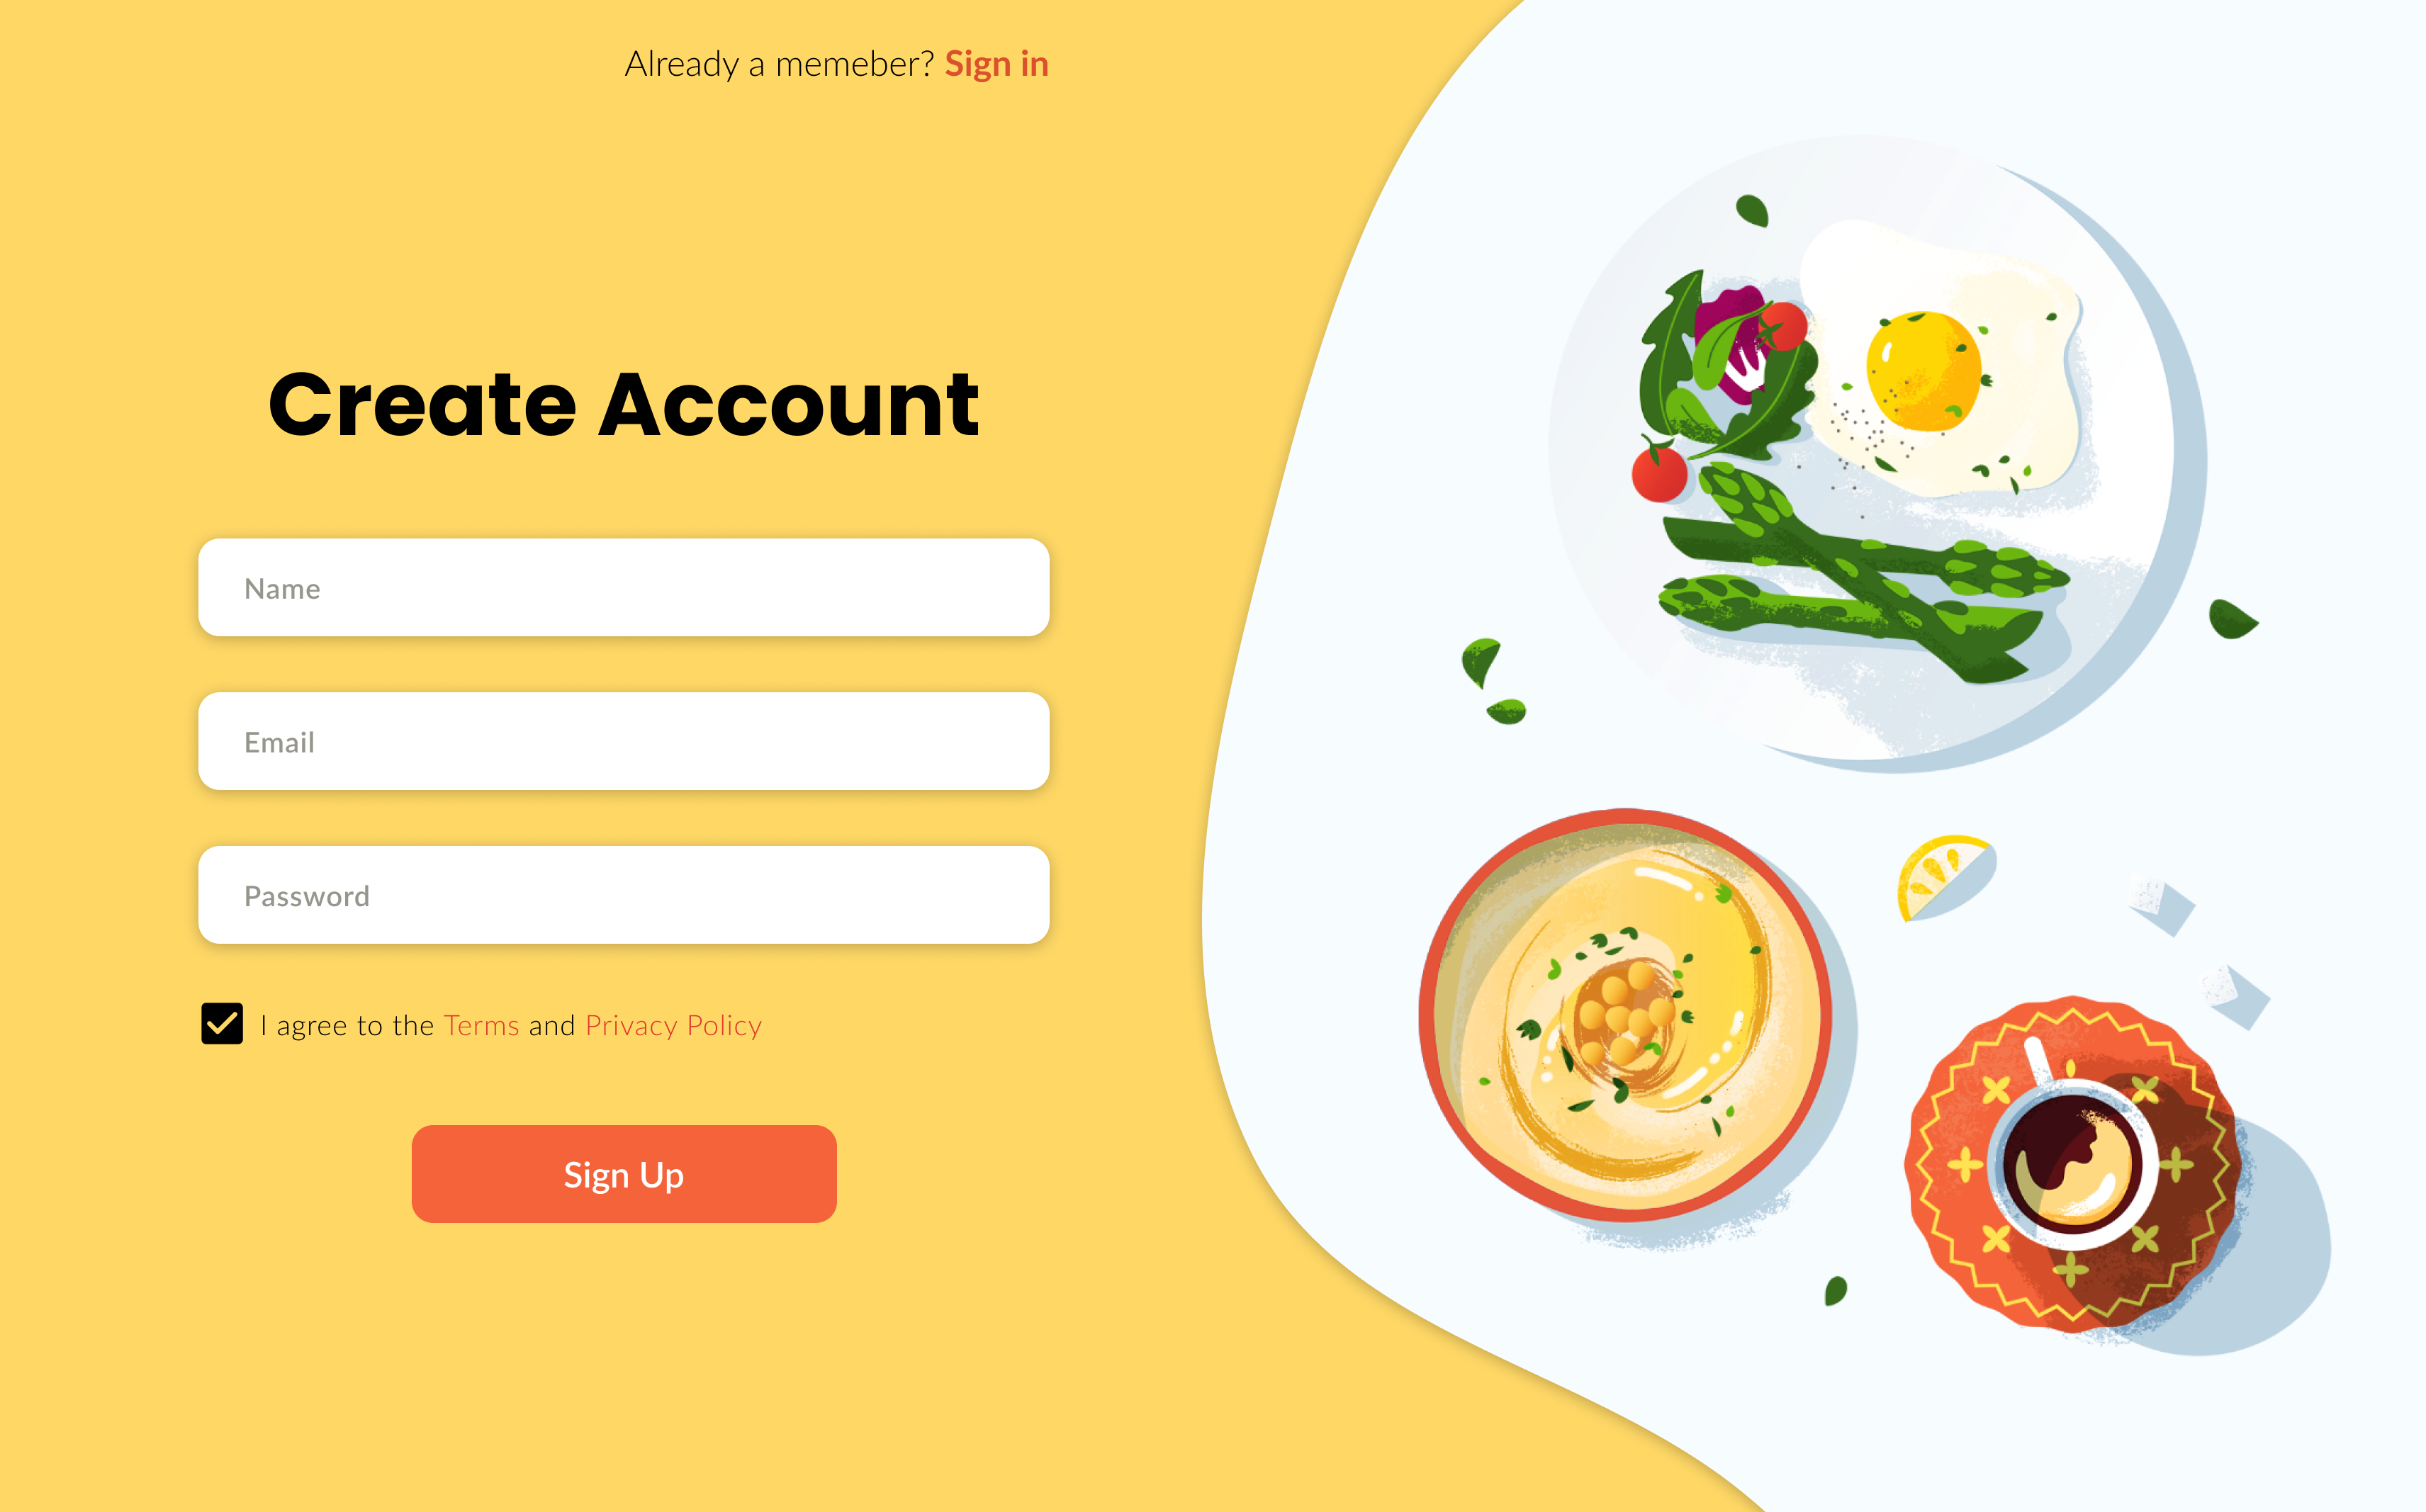 Already a memeber? Sign in
Create Account
Name
Email
Password
I agree to the Terms and Privacy Policy
Sign Up